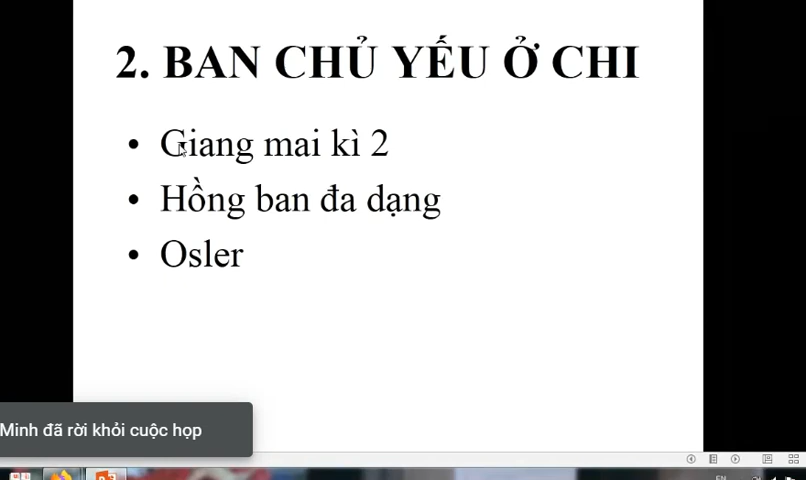 2. BAN CHỦ YẾU Ở CHI
• Giang mai kì 2
• Hồng ban đa dạng
• Osler
Minh đã rời khỏi cuộc họp
EN